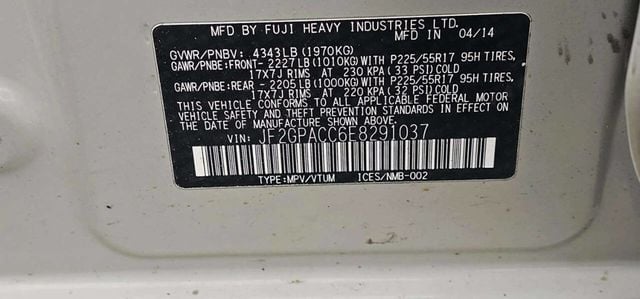 MFD BY FUJI HEAVY INDUSTRIES LTD.
MFD. IN 04/14
GVWR/PNBV: 4343LB (1970KG)
GAWR/PNBE:FRONT- 2227LB (1010KG) WITH P225/55R17 95H TIRES,
17X7J RIMS AT 230 KPA (33 PSI) COLD
GAWR/PNBE:REAR - 2205LB (1000KG) WITH P225/55R17 95H TIRES,
17X7J RIMS AT 220 KPA (32 PSI) COLD
THIS VEHICLE CONFORMS TO ALL APPLICABLE FEDERAL MOTOR
VEHICLE SAFETY AND THEFT PREVENTION STANDARDS IN EFFECT ON
THE DATE OF MANUFACTURE SHOWN ABOVE.
VIN: JF2GPACC6E8291037
TYPE:MPV/VTUM ICES/NMB-002